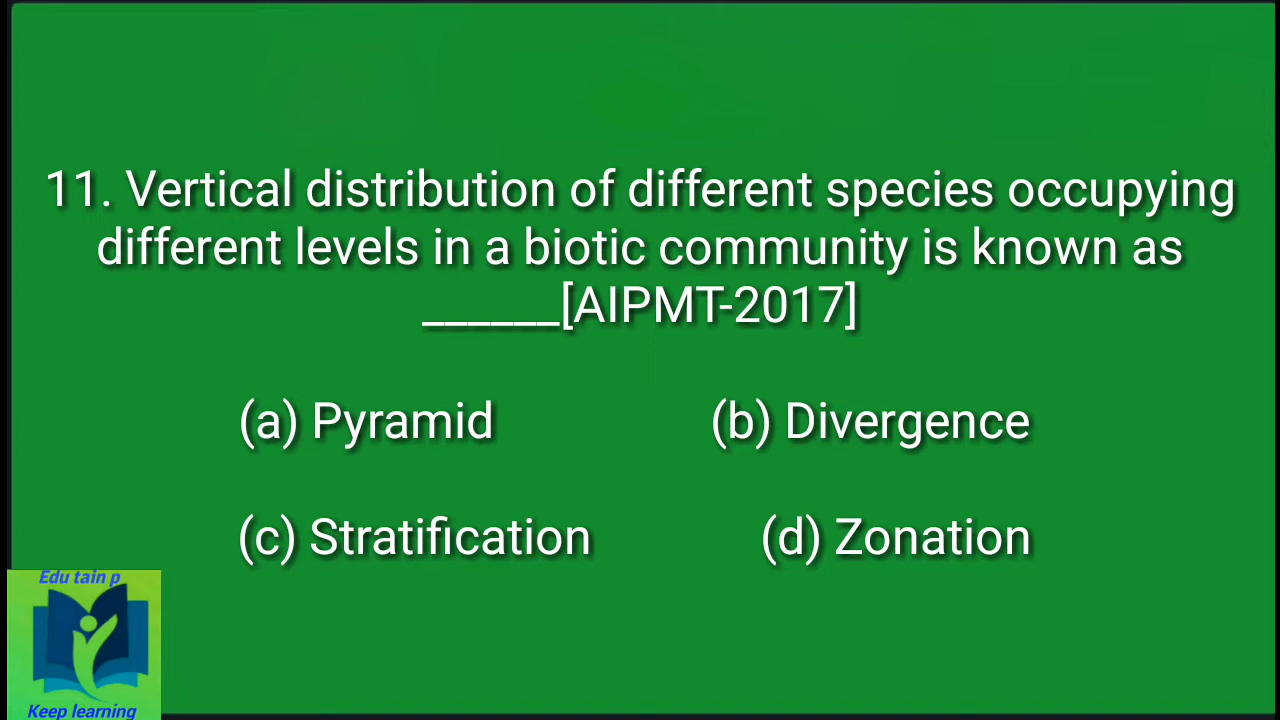 11. Vertical distribution of different species occupying
different levels in a biotic community is known as
______[AIPMT-2017]
(a) Pyramid (b) Divergence
(c) Stratification (d) Zonation
Edu tain p
Keep learning